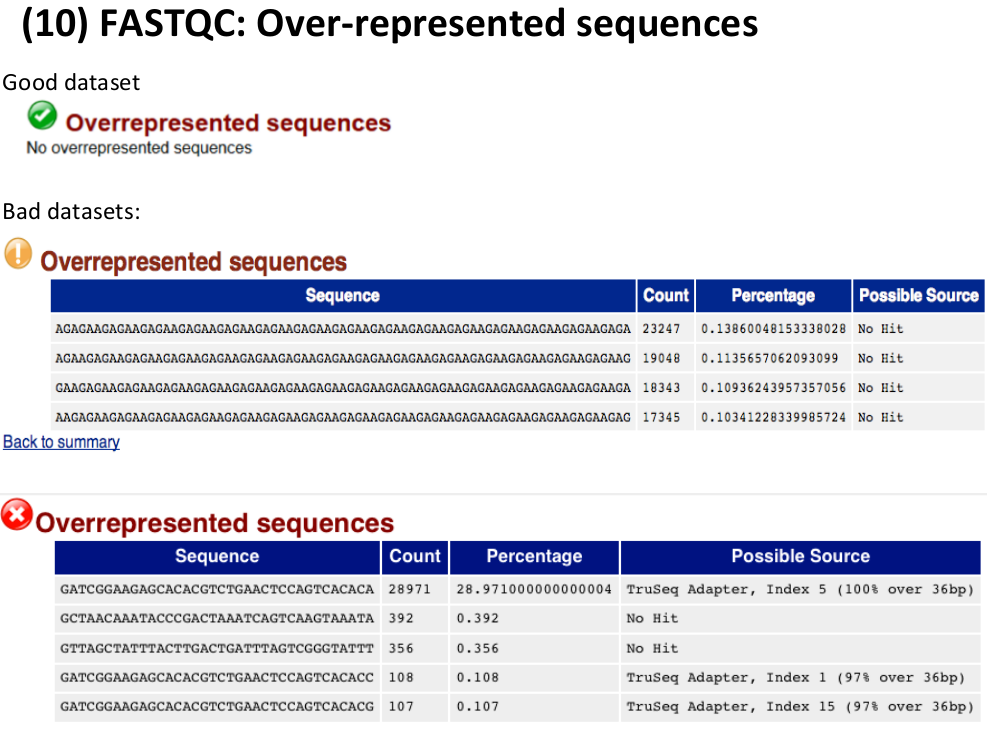 (10) FASTQC: Over-represented sequences
Good dataset
Overrepresented sequences
No overrepresented sequences
Bad datasets:
Overrepresented sequences
Sequence Count Percentage Possible Source
AGAGAAGAGAAGAGAAGAGAAGAGAAGAGAAGAGAAGAGAAGAGAAGAGAAGAGAAGAGAAGAGAAGAGAAGAGA 23247 0.13860048153338028 No Hit
AGAAGAGAAGAGAAGAGAAGAGAAGAGAAGAGAAGAGAAGAGAAGAGAAGAGAAGAGAAGAGAAGAGAAGAGAAG 19048 0.1135657062093099 No Hit
GAAGAGAAGAGAAGAGAAGAGAAGAGAAGAGAAGAGAAGAGAAGAGAAGAGAAGAGAAGAGAAGAGAAGAGAAGA 18343 0.10936243957357056 No Hit
AAGAGAAGAGAAGAGAAGAGAAGAGAAGAGAAGAGAAGAGAAGAGAAGAGAAGAGAAGAGAAGAGAAGAGAAGAG 17345 0.10341228339985724 No Hit
Back to summary
Overrepresented sequences
Sequence Count Percentage Possible Source
GATCGGAAGAGCACACGTCTGAACTCCAGTCACACA 28971 28.971000000000004 TruSeq Adapter, Index 5 (100% over 36bp)
GCTAACAAATACCCGACTAAATCAGTCAAGTAAATA 392 0.392 No Hit
GTTAGCTATTTACTTGACTGATTTAGTCGGGTATTT 356 0.356 No Hit
GATCGGAAGAGCACACGTCTGAACTCCAGTCACACC 108 0.108 TruSeq Adapter, Index 1 (97% over 36bp)
GATCGGAAGAGCACACGTCTGAACTCCAGTCACACG 107 0.107 TruSeq Adapter, Index 15 (97% over 36bp)